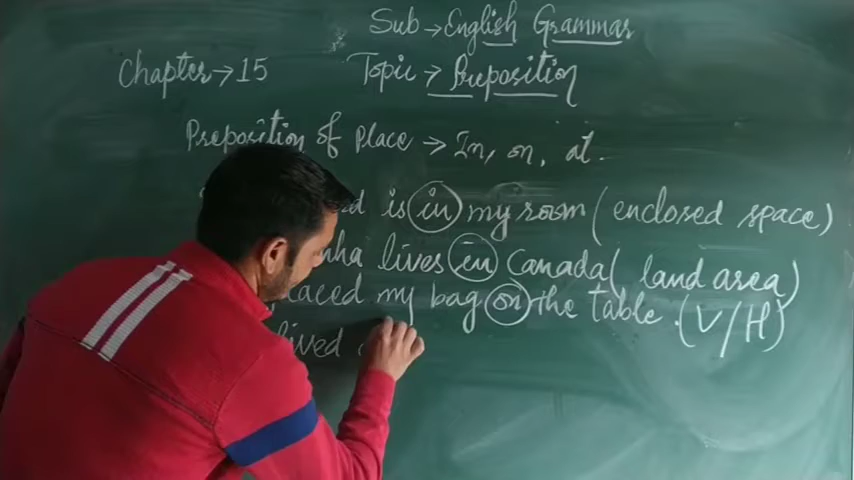 Sub → English Grammar
Chapter → 15 Topic → Preposition
Preposition of Place → In, on, at.
is in my room (enclosed space)
lives in Canada (land area)
my bag on the table. (V/H)
lived